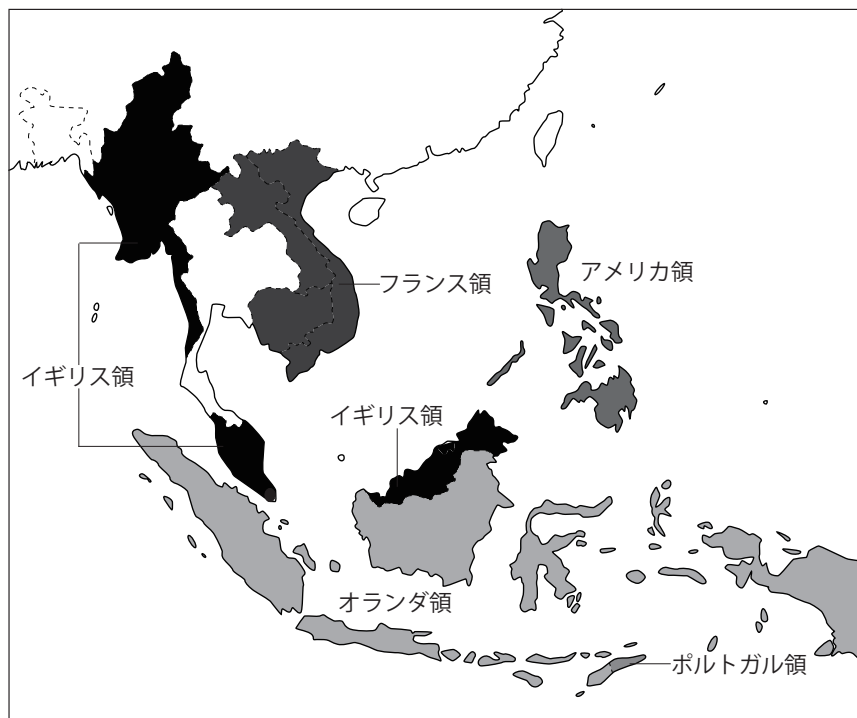 フランス領
アメリカ領
イギリス領
イギリス領
オランダ領
ポルトガル領